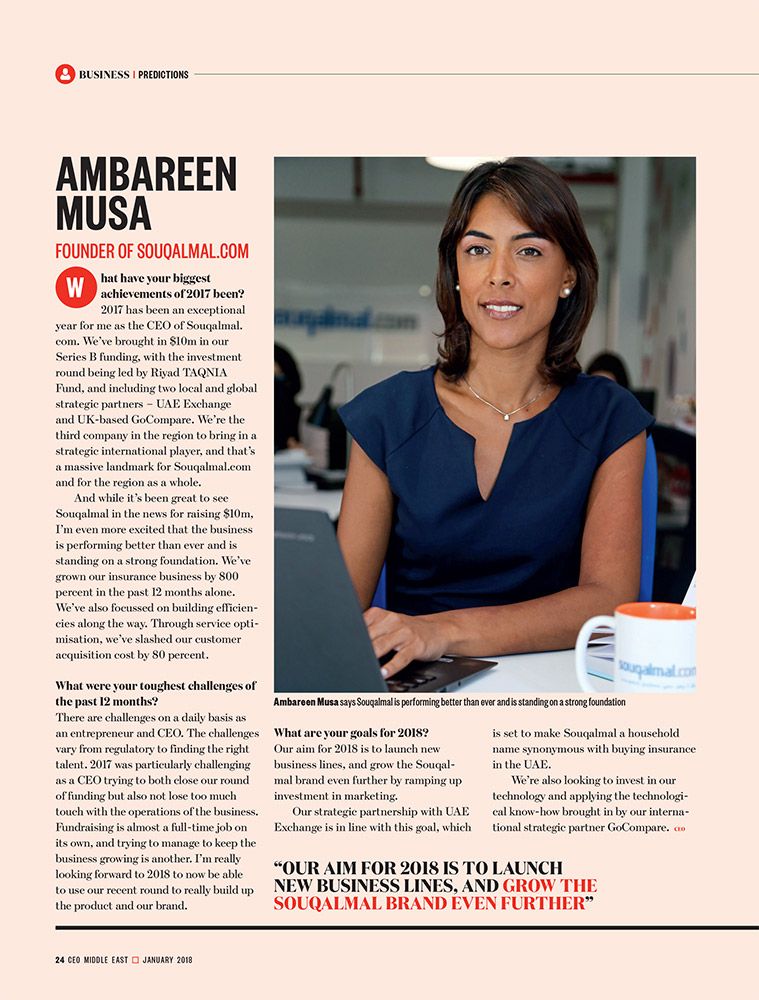 BUSINESS | PREDICTIONS
AMBAREEN
MUSA
FOUNDER OF SOUQALMAL.COM
What have your biggest
achievements of 2017 been?
2017 has been an exceptional
year for me as the CEO of Souqalmal.
com. We’ve brought in $10m in our
Series B funding, with the investment
round being led by Riyad TAQNIA
Fund, and including two local and global
strategic partners – UAE Exchange
and UK-based GoCompare. We’re the
third company in the region to bring in a
strategic international player, and that’s
a massive landmark for Souqalmal.com
and for the region as a whole.
And while it’s been great to see
Souqalmal in the news for raising $10m,
I’m even more excited that the business
is performing better than ever and is
standing on a strong foundation. We’ve
grown our insurance business by 800
percent in the past 12 months alone.
We’ve also focussed on building efficien-
cies along the way. Through service opti-
misation, we’ve slashed our customer
acquisition cost by 80 percent.
What were your toughest challenges of
the past 12 months?
There are challenges on a daily basis as
an entrepreneur and CEO. The challenges
vary from regulatory to finding the right
talent. 2017 was particularly challenging
as a CEO trying to both close our round
of funding but also not lose too much
touch with the operations of the business.
Fundraising is almost a full-time job on
its own, and trying to manage to keep the
business growing is another. I’m really
looking forward to 2018 to now be able
to use our recent round to really build up
the product and our brand.
souqalmal.com
souqalmal.com
Ambareen Musa says Souqalmal is performing better than ever and is standing on a strong foundation
What are your goals for 2018?
Our aim for 2018 is to launch new
business lines, and grow the Souqal-
mal brand even further by ramping up
investment in marketing.
Our strategic partnership with UAE
Exchange is in line with this goal, which
is set to make Souqalmal a household
name synonymous with buying insurance
in the UAE.
We’re also looking to invest in our
technology and applying the technologi-
cal know-how brought in by our interna-
tional strategic partner GoCompare. CEO
“OUR AIM FOR 2018 IS TO LAUNCH
NEW BUSINESS LINES, AND GROW THE
SOUQALMAL BRAND EVEN FURTHER”
24 CEO MIDDLE EAST □ JANUARY 2018